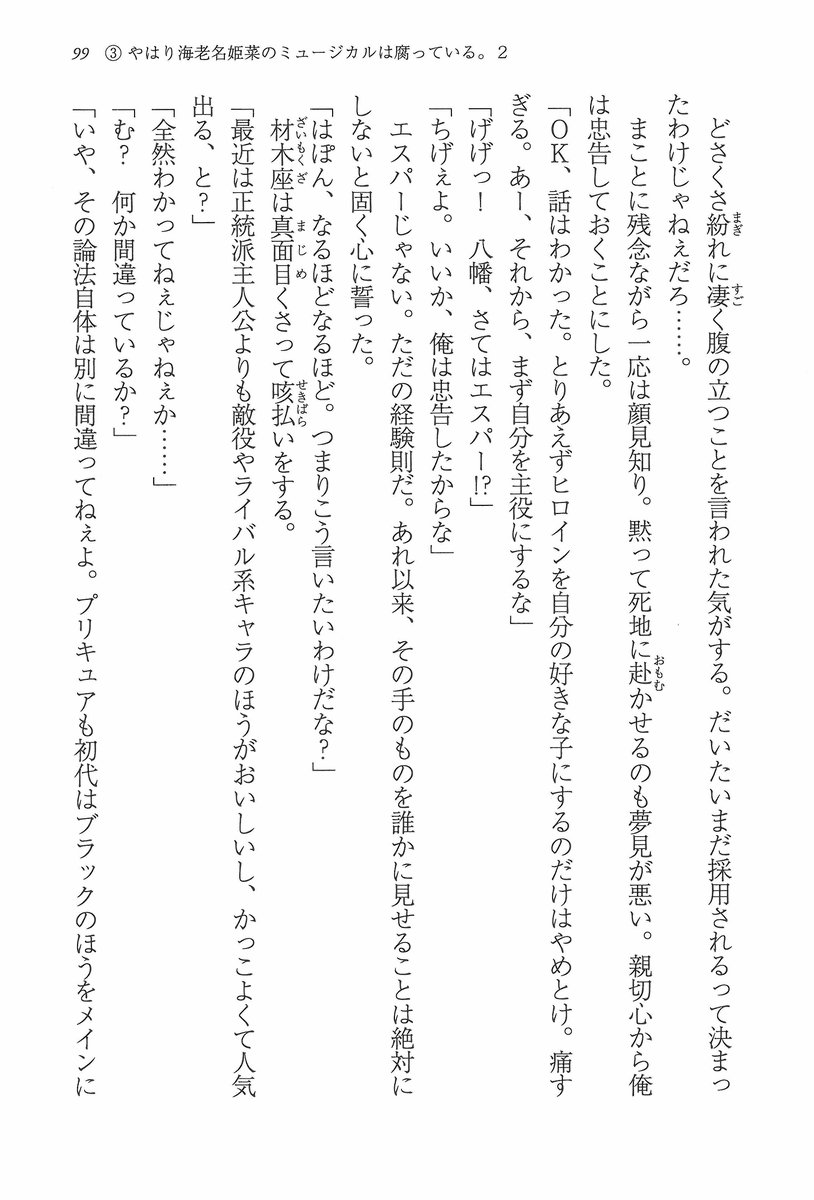 99　③ やはり海老名姫菜のミュージカルは腐っている。2
どさくさ紛れに凄く腹の立つことを言われた気がする。だいたいまだ採用されるって決まっ
たわけじゃねぇだろ……。
まことに残念ながら一応は顔見知り。黙って死地に赴かせるのも夢見が悪い。親切心から俺
は忠告しておくことにした。
「OK、話はわかった。とりあえずヒロインを自分の好きな子にするのだけはやめとけ。痛す
ぎる。あー、それから、まず自分を主役にするな」
「げげっ！　八幡、さてはエスパー!?」
「ちげぇよ。いいか、俺は忠告したからな」
エスパーじゃない。ただの経験則だ。あれ以来、その手のものを誰かに見せることは絶対に
しないと固く心に誓った。
「はぽん、なるほどなるほど。つまりこう言いたいわけだな？」
材木座は真面目くさって咳払いをする。
「最近は正統派主人公よりも敵役やライバル系キャラのほうがおいしいし、かっこよくて人気
出る、と？」
「全然わかってねぇじゃねぇか……」
「む？　何か間違っているか？」
「いや、その論法自体は別に間違ってねぇよ。プリキュアも初代はブラックのほうをメインに